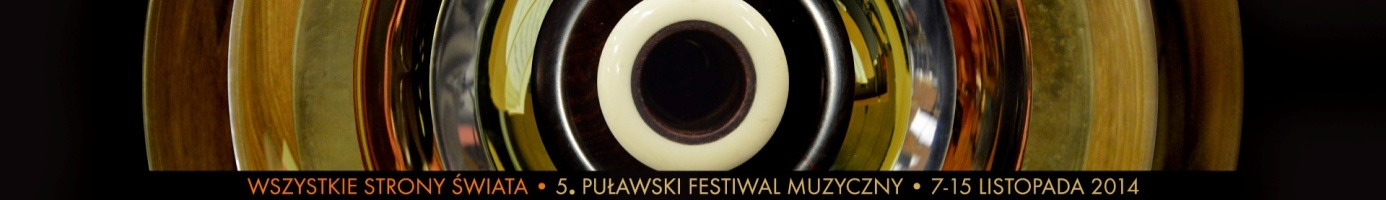 WSZYSTKIE STRONY ŚWIATA • 5. PUŁAWSKI FESTIWAL MUZYCZNY • 7-15 LISTOPADA 2014